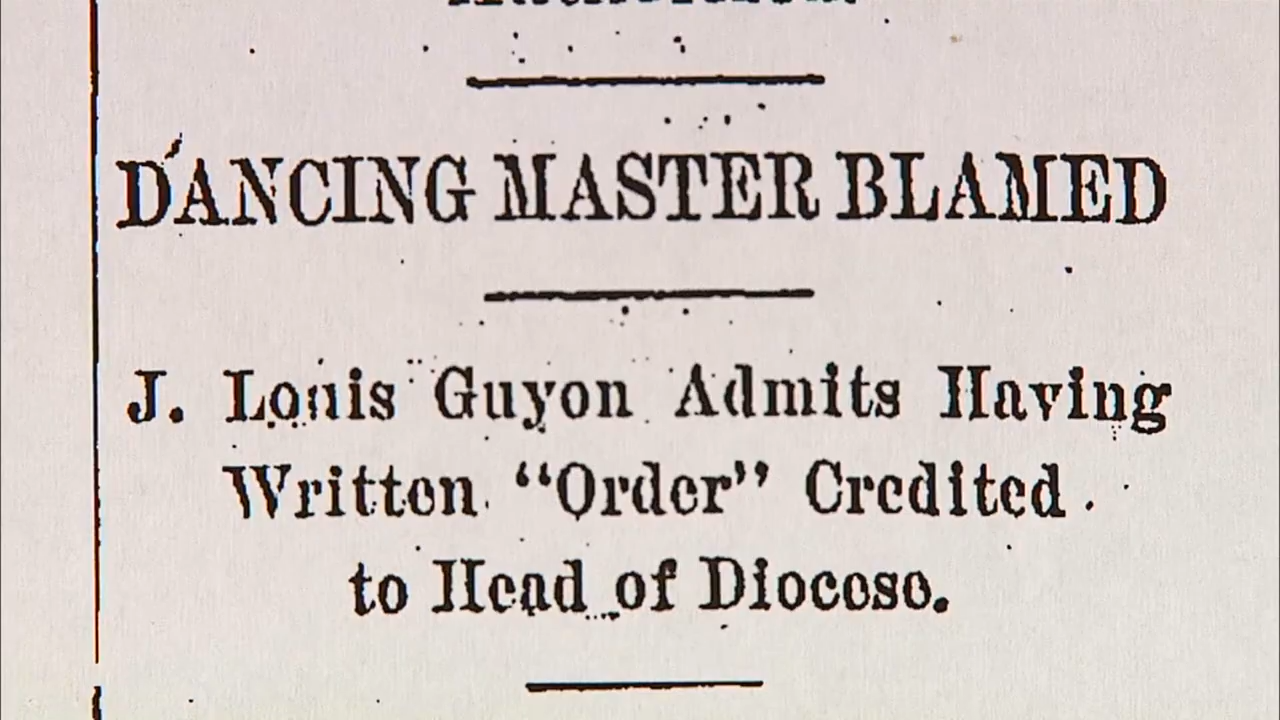 DANCING MASTER BLAMED
J. Louis Guyon Admits Having
Written "Order" Credited
to Head of Diocese.